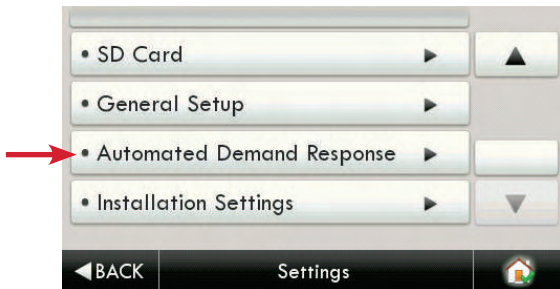 • SD Card
• General Setup
• Automated Demand Response
• Installation Settings
BACK Settings